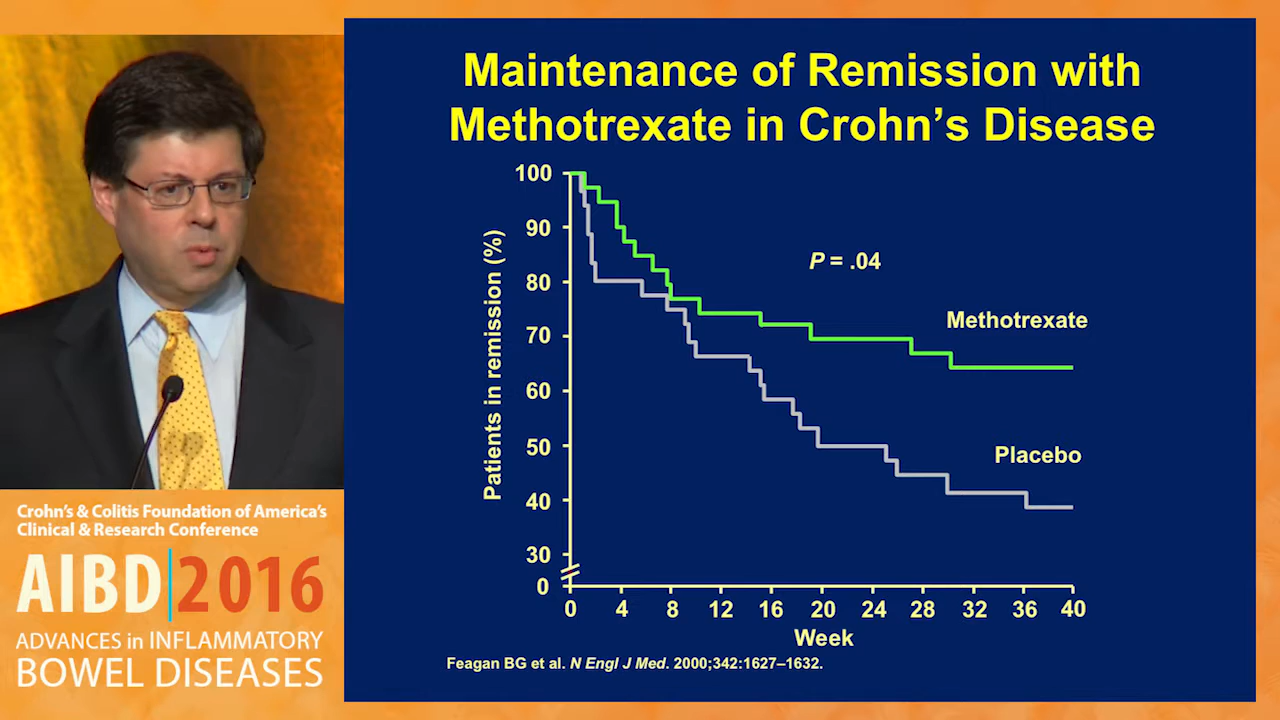 Maintenance of Remission with
Methotrexate in Crohn's Disease
100
90
80
70
60
50
40
30
0
Patients in remission (%)
P = .04
Methotrexate
Placebo
0 4 8 12 16 20 24 28 32 36 40
Week
Feagan BG et al. N Engl J Med. 2000;342:1627–1632.
Crohn's & Colitis Foundation of America's
Clinical & Research Conference
AIBD|2016
ADVANCES in INFLAMMATORY
BOWEL DISEASES